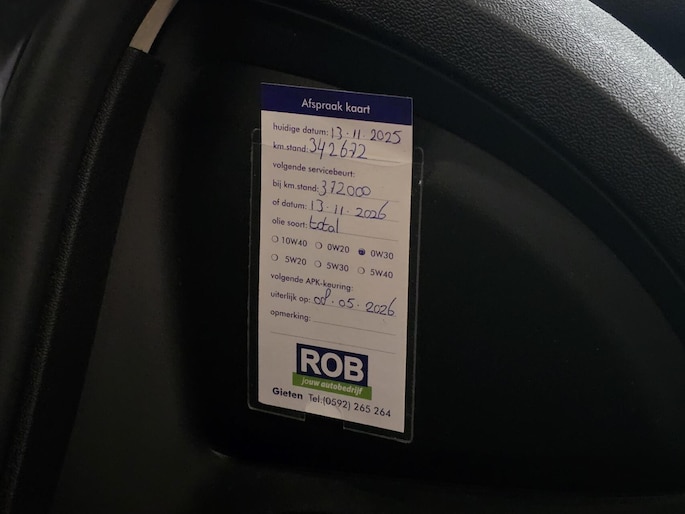 Afspraak kaart
huidige datum: 13.11.2025
km.stand: 342672
volgende servicebeurt:
bij km.stand: 372000
of datum: 13.11.2026
olie soort: total
10W40 0W20 0W30
5W20 5W30 5W40
volgende APK-keuring:
uiterlijk op: 08.05.2026
opmerking:
ROB
jouw autobedrijf
Gieten Tel:(0592) 265 264